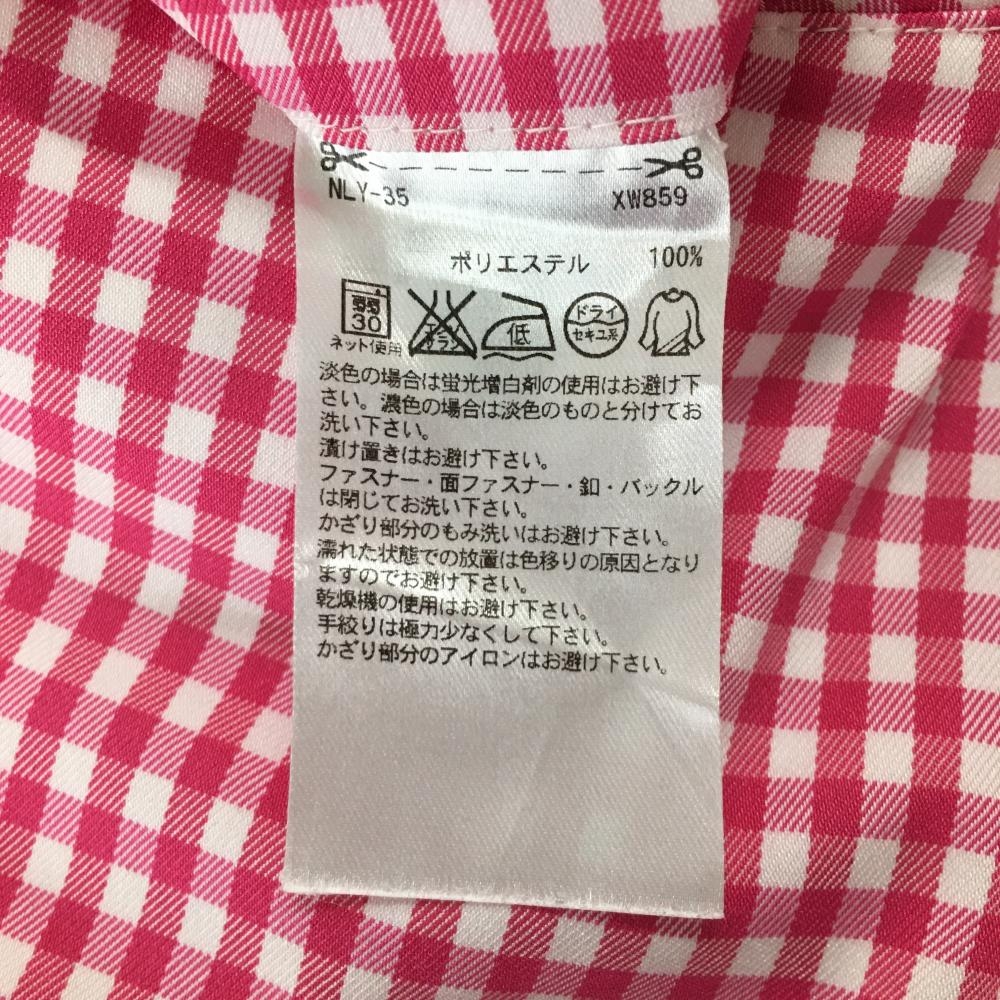 NLY-35 XW859
ポリエステル 100%
弱 30 エンソ サラシ 低 ドライ セキユ系
ネット使用
淡色の場合は蛍光増白剤の使用はお避け下
さい。濃色の場合は淡色のものと分けてお
洗い下さい。
漬け置きはお避け下さい。
ファスナー・面ファスナー・釦・バックル
は閉じてお洗い下さい。
かざり部分のもみ洗いはお避け下さい。
濡れた状態での放置は色移りの原因となり
ますのでお避け下さい。
乾燥機の使用はお避け下さい。
手絞りは極力少なくして下さい。
かざり部分のアイロンはお避け下さい。